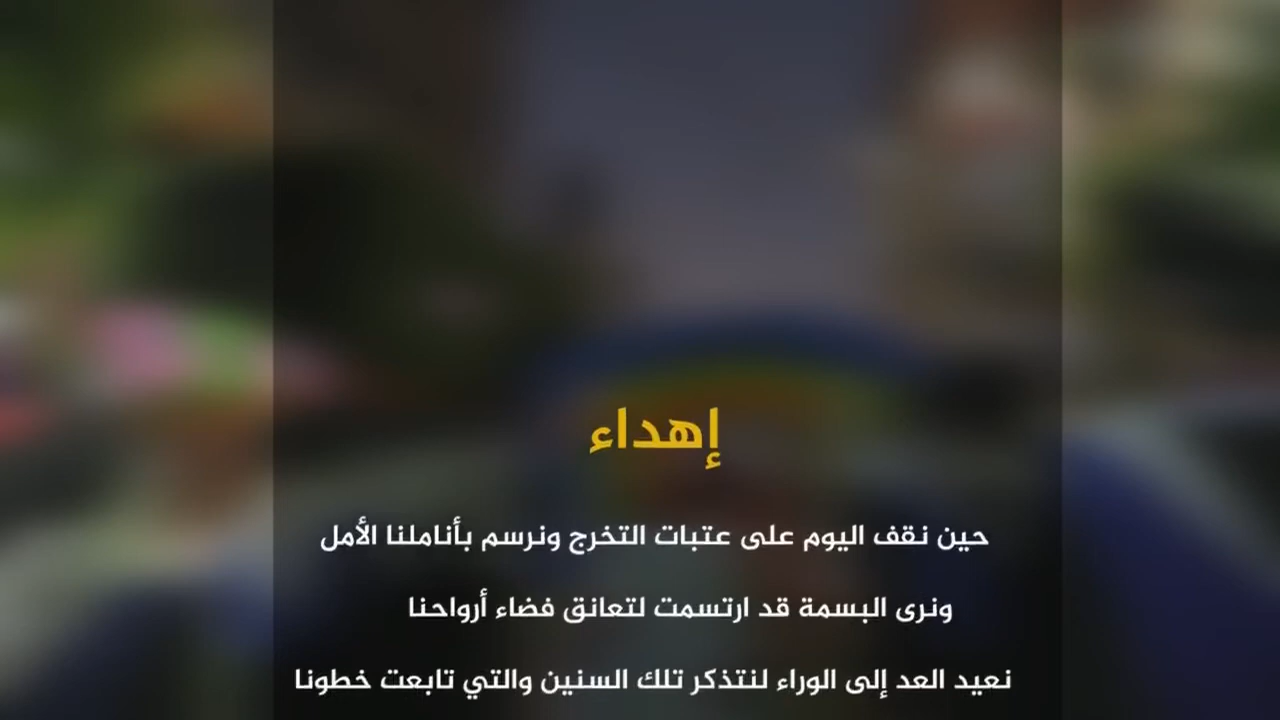 إهداء
حين نقف اليوم على عتبات التخرج ونرسم بأناملنا الأمل
ونرى البسمة قد ارتسمت لتعانق فضاء أرواحنا
نعيد العد إلى الوراء لنتذكر تلك السنين والتي تابعت خطونا